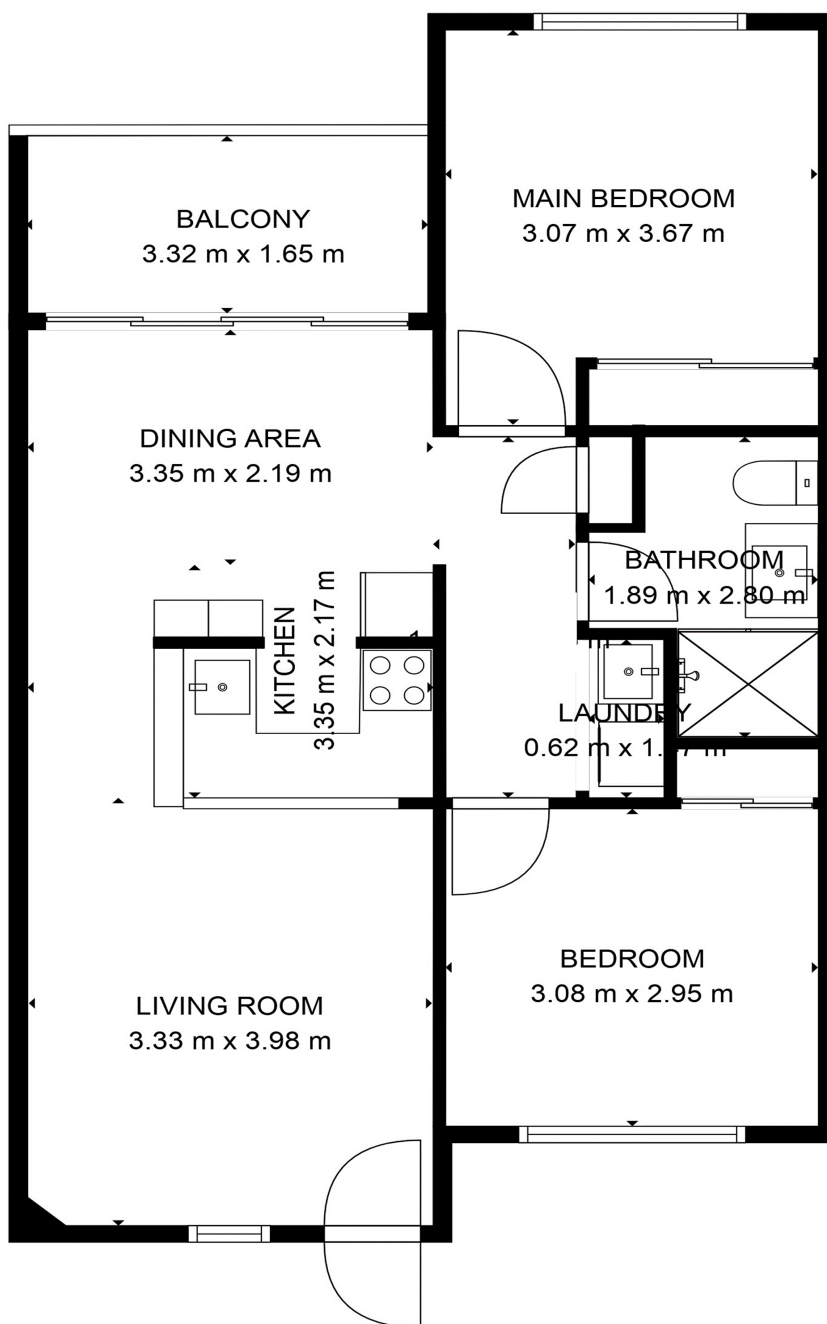 BALCONY
3.32 m x 1.65 m
MAIN BEDROOM
3.07 m x 3.67 m
DINING AREA
3.35 m x 2.19 m
KITCHEN
3.35 m x 2.17 m
BATHROOM
1.89 m x 2.80 m
LAUNDRY
0.62 m
LIVING ROOM
3.33 m x 3.98 m
BEDROOM
3.08 m x 2.95 m